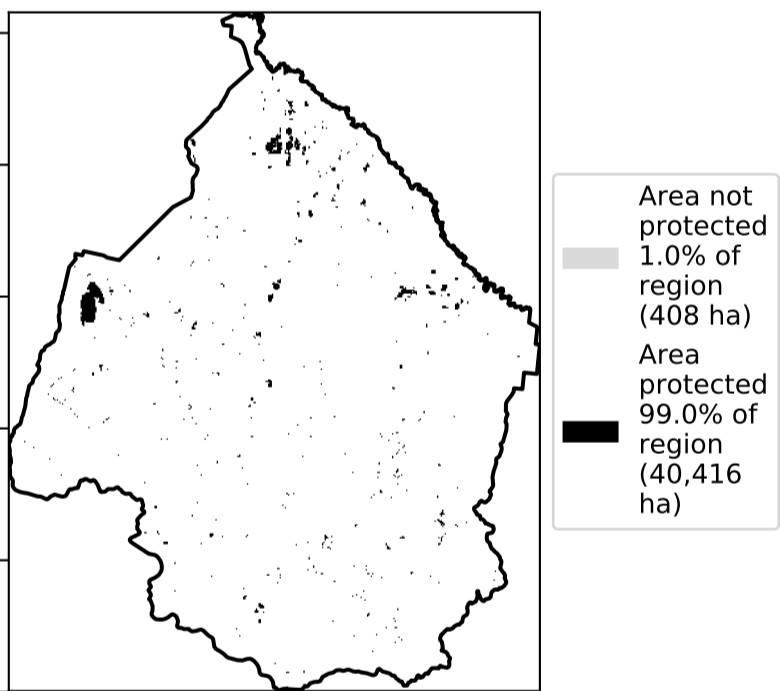 Area not
protected
1.0% of
region
(408 ha)
Area
protected
99.0% of
region
(40,416
ha)